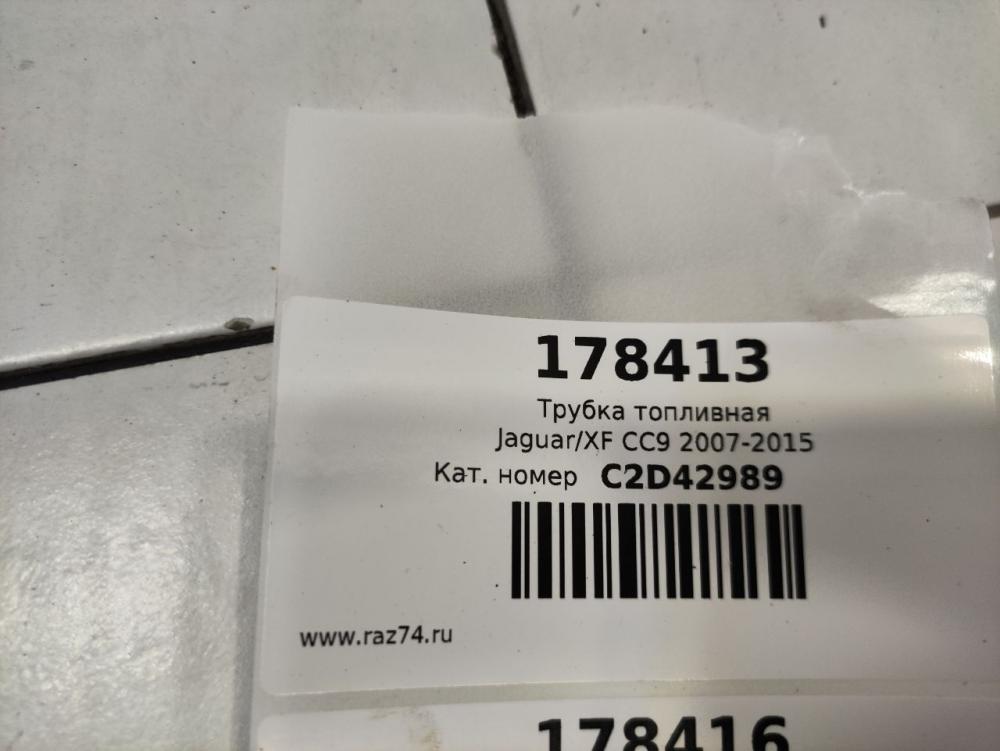 178413
Трубка топливная
Jaguar/XF CC9 2007-2015
Кат. номер C2D42989
www.raz74.ru
178416